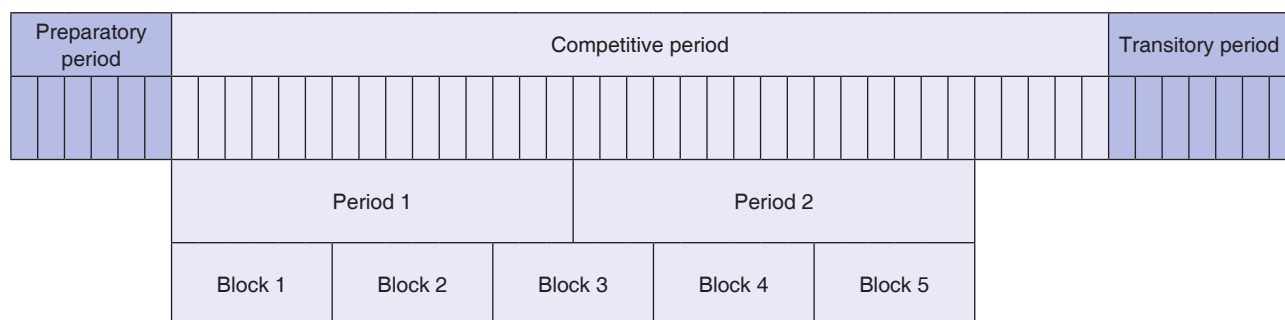 Preparatory
period
Competitive period
Transitory period
Period 1
Period 2
Block 1
Block 2
Block 3
Block 4
Block 5